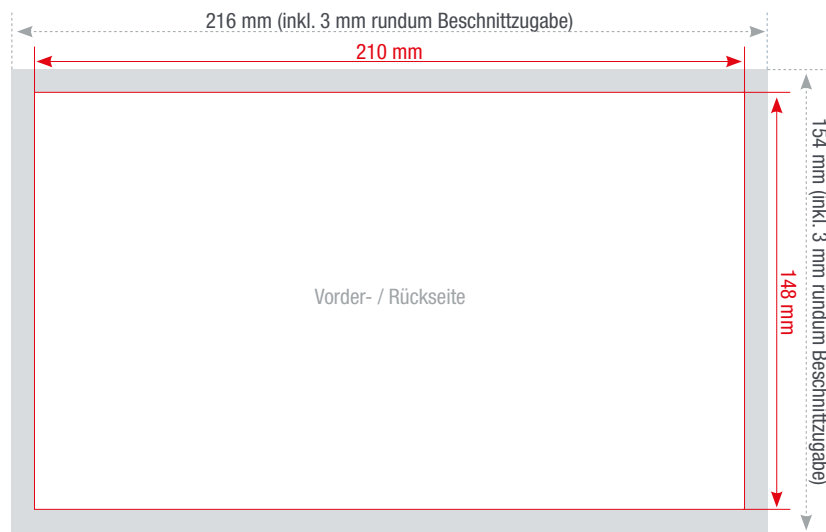 216 mm (inkl. 3 mm rundum Beschnittzugabe)
210 mm
154 mm (inkl. 3 mm rundum Beschnittzugabe)
148 mm
Vorder- / Rückseite